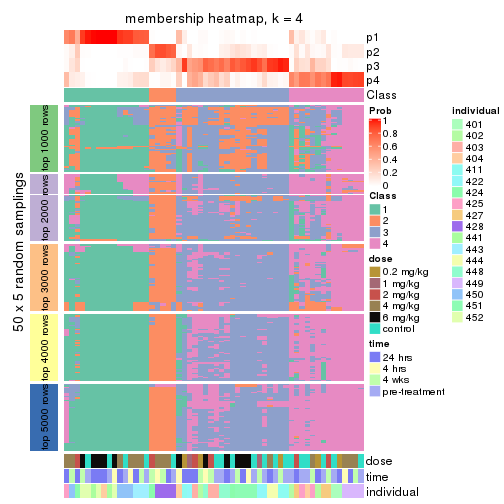 membership heatmap, k = 4
p1
p2
p3
p4
Class
50 x 5 random samplings
top 1000 rows
top 2000 rows
top 3000 rows
top 4000 rows
top 5000 rows
dose
time
individual
Prob
1
0.8
0.6
0.4
0.2
0
Class
1
2
3
4
dose
0.2 mg/kg
1 mg/kg
2 mg/kg
4 mg/kg
6 mg/kg
control
time
24 hrs
4 hrs
4 wks
pre-treatment
individual
401
402
403
404
411
422
424
425
427
428
441
443
444
448
449
450
451
452